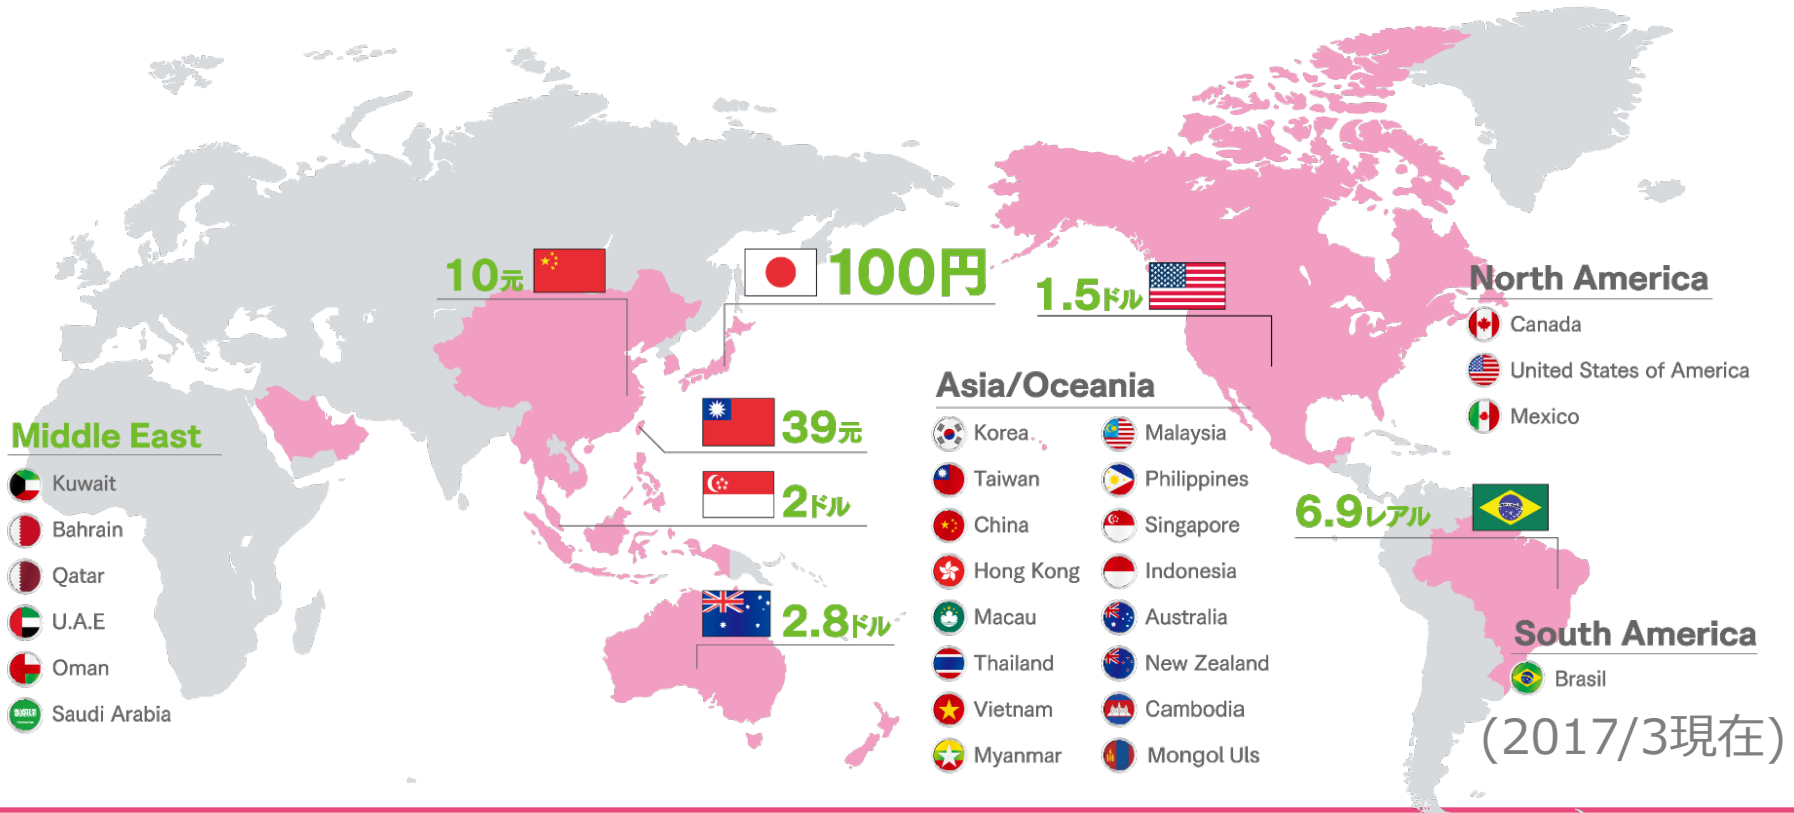 10元
100円
1.5ドル
39元
2ドル
2.8ドル
6.9レアル
Middle East
Kuwait
Bahrain
Qatar
U.A.E
Oman
Saudi Arabia
Asia/Oceania
Korea
Taiwan
China
Hong Kong
Macau
Thailand
Vietnam
Myanmar
Malaysia
Philippines
Singapore
Indonesia
Australia
New Zealand
Cambodia
Mongol Uls
North America
Canada
United States of America
Mexico
South America
Brasil
(2017/3現在)